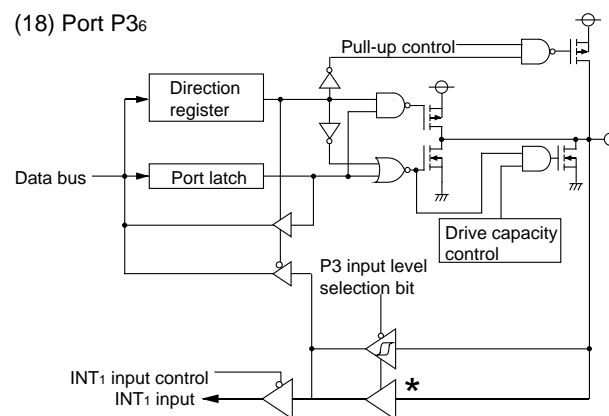 (18) Port P3₆
Pull-up control
Direction
register
Data bus
Port latch
Drive capacity
control
P3 input level
selection bit
*
INT₁ input control
INT₁ input